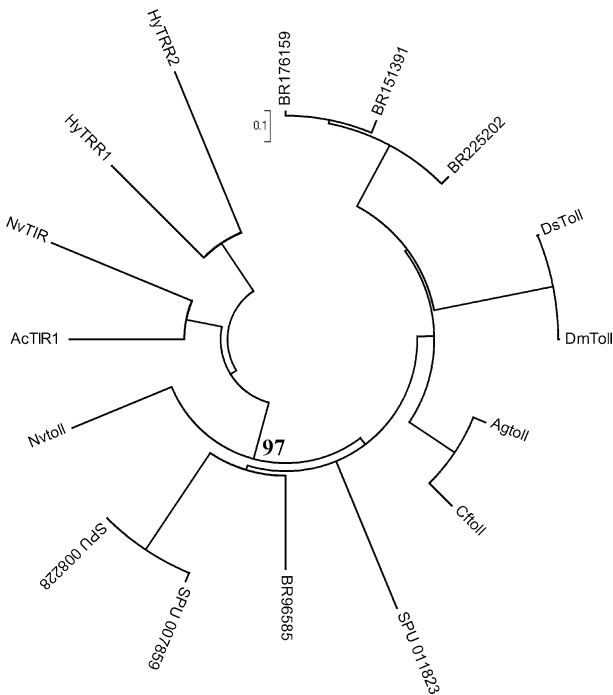 HyTRR2
BR176159
BR151391
0.1
HyTRR1
BR225202
NvTIR
DsToll
AcTIR1
DmToll
Nvtoll
Agtoll
97
Cftoll
SPU 008228
SPU 007859
BR96585
SPU 011823